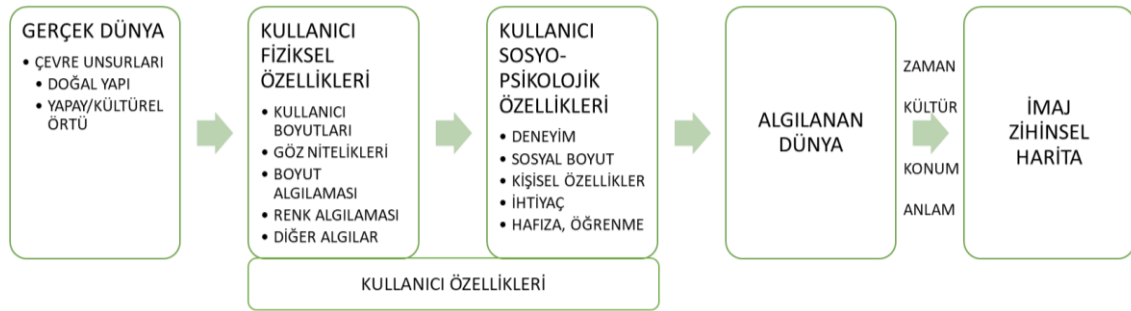 GERÇEK DÜNYA
• ÇEVRE UNSURLARI
• DOĞAL YAPI
• YAPAY/KÜLTÜREL
ÖRTÜ
KULLANICI
FİZİKSEL
ÖZELLİKLERİ
• KULLANICI
BOYUTLARI
• GÖZ NİTELİKLERİ
• BOYUT
ALGILAMASI
• RENK ALGILAMASI
• DİĞER ALGILAR
KULLANICI
SOSYO-
PSİKOLOJİK
ÖZELLİKLERİ
• DENEYİM
• SOSYAL BOYUT
• KİŞİSEL ÖZELLİKLER
• İHTİYAÇ
• HAFIZA, ÖĞRENME
KULLANICI ÖZELLİKLERİ
ALGILANAN
DÜNYA
ZAMAN
KÜLTÜR
KONUM
ANLAM
İMAJ
ZİHİNSEL
HARİTA